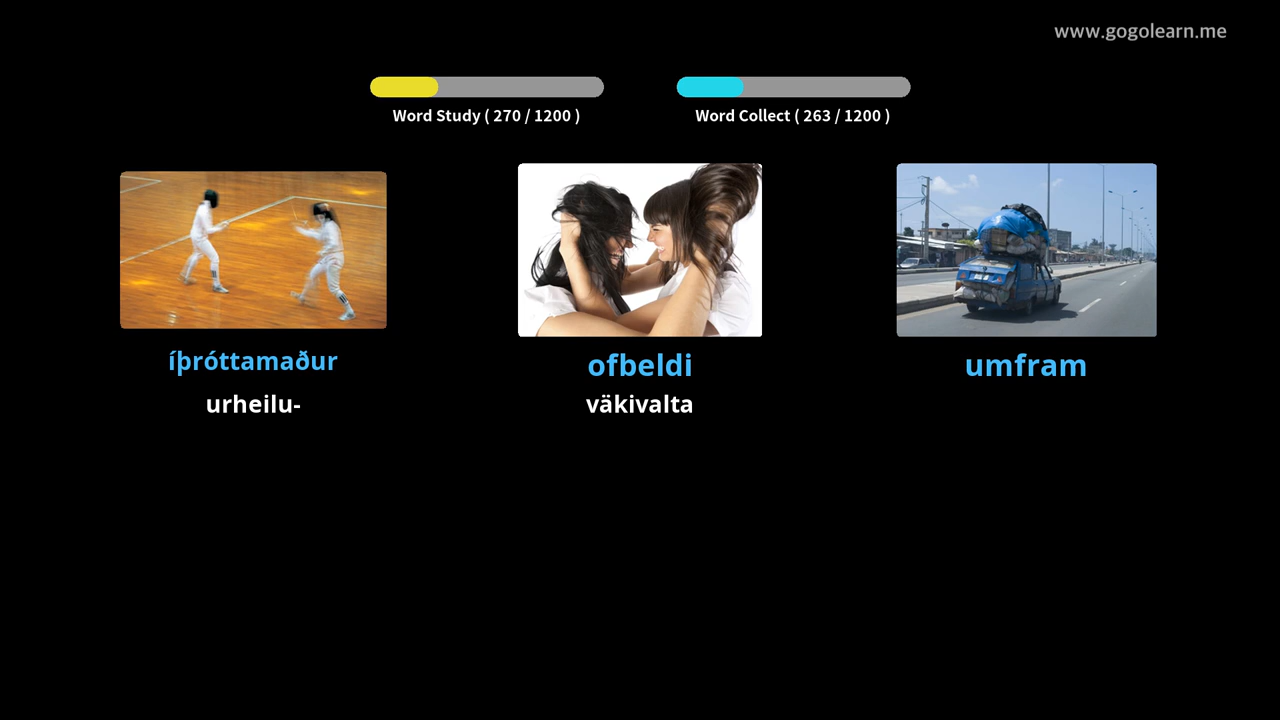 www.gogolearn.me
Word Study ( 270 / 1200 )
Word Collect ( 263 / 1200 )
íþróttamaður
urheilu-
ofbeldi
väkivalta
umfram